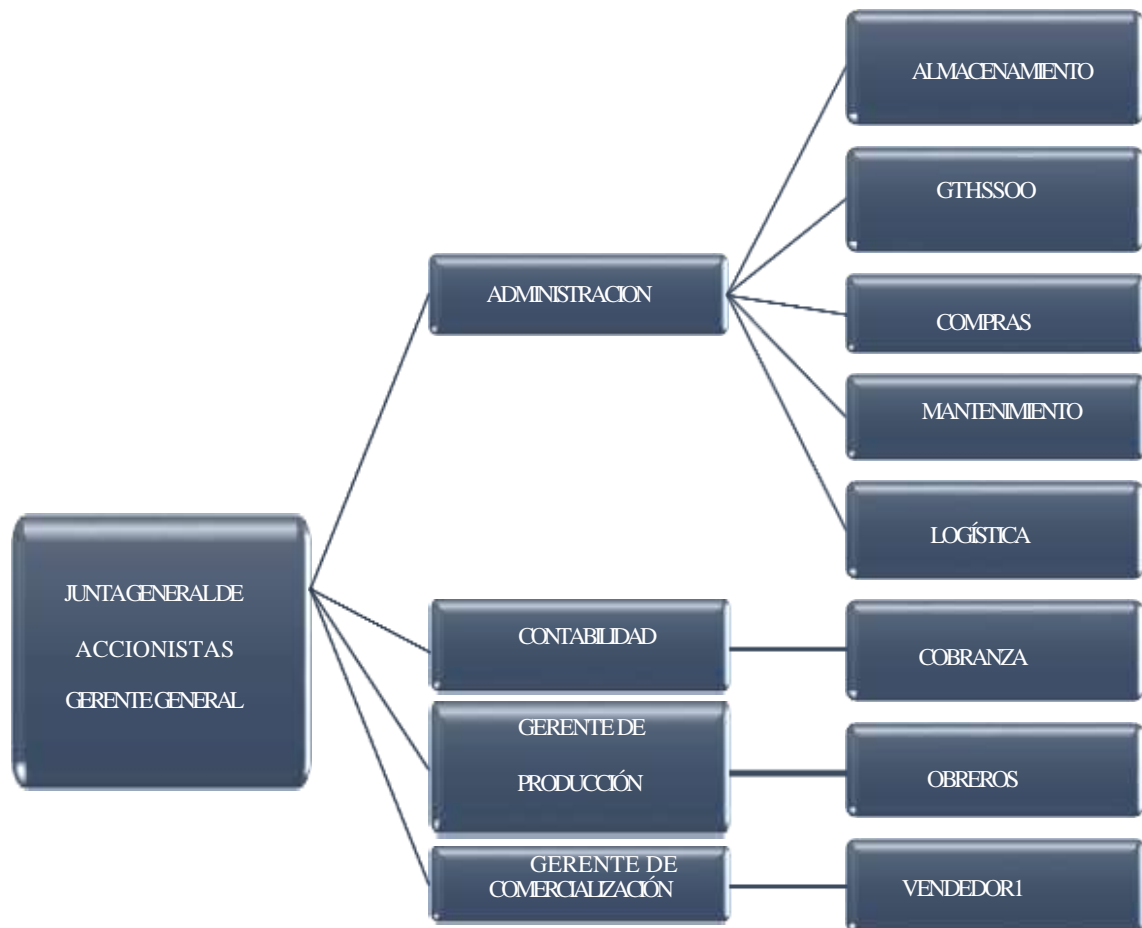 JUNTA GENERAL DE
ACCIONISTAS
GERENTE GENERAL
ADMINISTRACION
ALMACENAMIENTO
GTHSSOO
COMPRAS
MANTENIMIENTO
LOGÍSTICA
CONTABILIDAD
COBRANZA
GERENTE DE
PRODUCCIÓN
OBREROS
GERENTE DE
COMERCIALIZACIÓN
VENDEDOR1